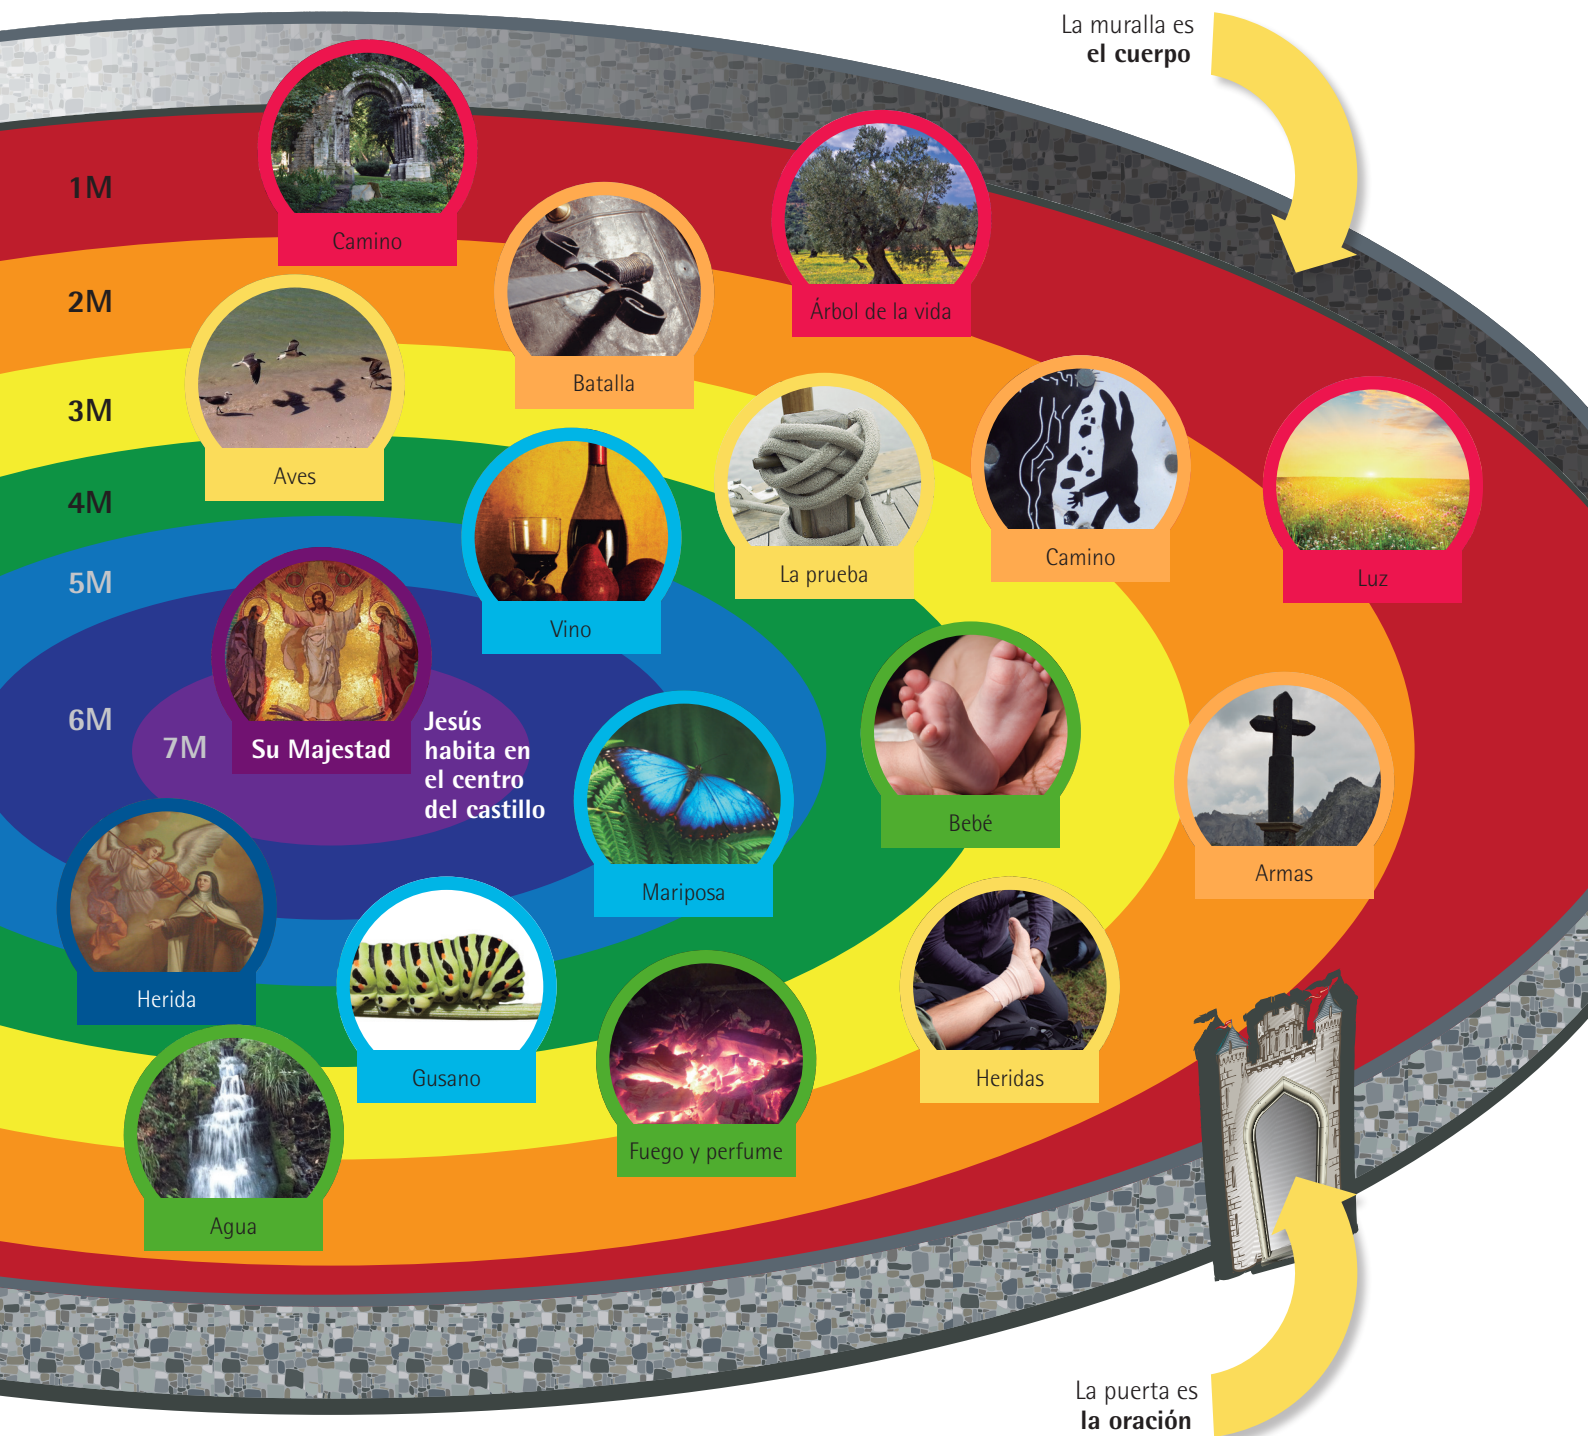 La muralla es
el cuerpo
1M
Camino
2M
Árbol de la vida
Batalla
3M
Aves
4M
La prueba
Camino
Luz
5M
Vino
6M
7M
Su Majestad
Jesús
habita en
el centro
del castillo
Bebé
Mariposa
Armas
Herida
Gusano
Heridas
Fuego y perfume
Agua
La puerta es
la oración